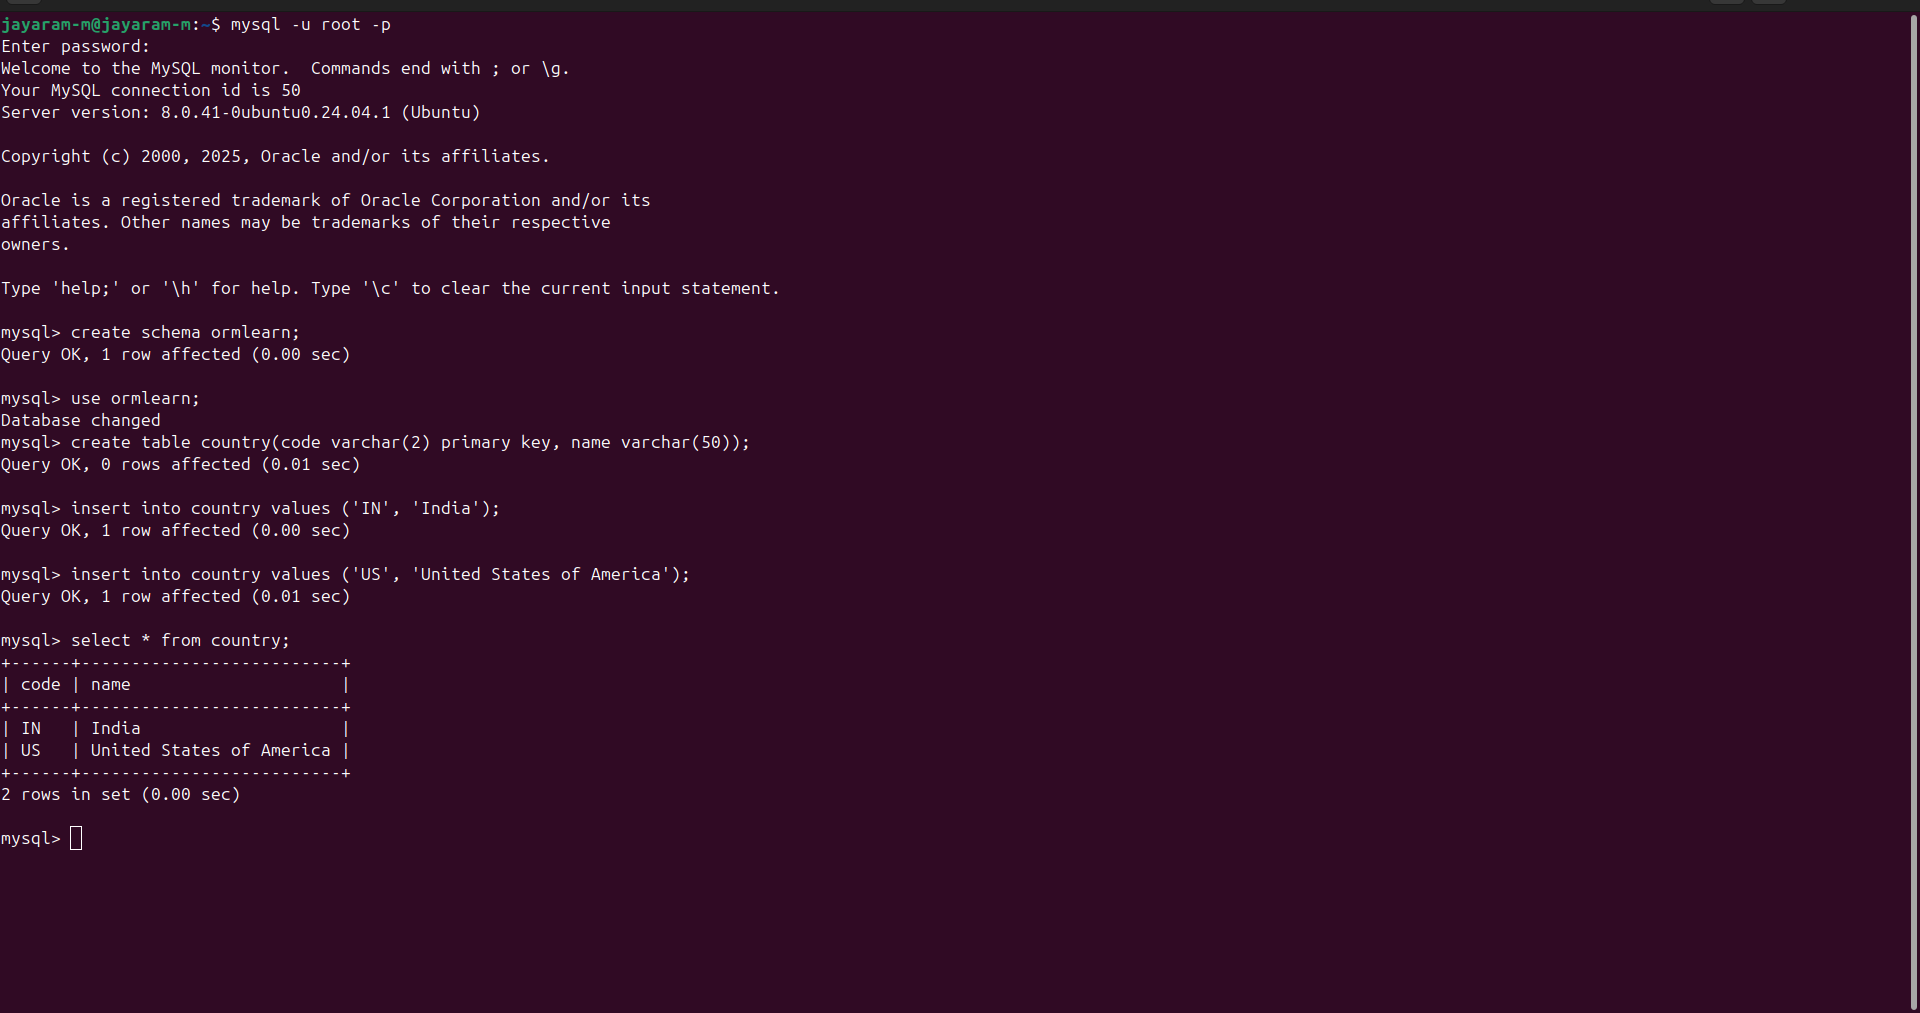 jayaram-m@jayaram-m:~$ mysql -u root -p
Enter password:
Welcome to the MySQL monitor.  Commands end with ; or \g.
Your MySQL connection id is 50
Server version: 8.0.41-0ubuntu0.24.04.1 (Ubuntu)

Copyright (c) 2000, 2025, Oracle and/or its affiliates.

Oracle is a registered trademark of Oracle Corporation and/or its
affiliates. Other names may be trademarks of their respective
owners.

Type 'help;' or '\h' for help. Type '\c' to clear the current input statement.

mysql> create schema ormlearn;
Query OK, 1 row affected (0.00 sec)

mysql> use ormlearn;
Database changed
mysql> create table country(code varchar(2) primary key, name varchar(50));
Query OK, 0 rows affected (0.01 sec)

mysql> insert into country values ('IN', 'India');
Query OK, 1 row affected (0.00 sec)

mysql> insert into country values ('US', 'United States of America');
Query OK, 1 row affected (0.01 sec)

mysql> select * from country;
+------+--------------------------+
| code | name                     |
+------+--------------------------+
| IN   | India                    |
| US   | United States of America |
+------+--------------------------+
2 rows in set (0.00 sec)

mysql>